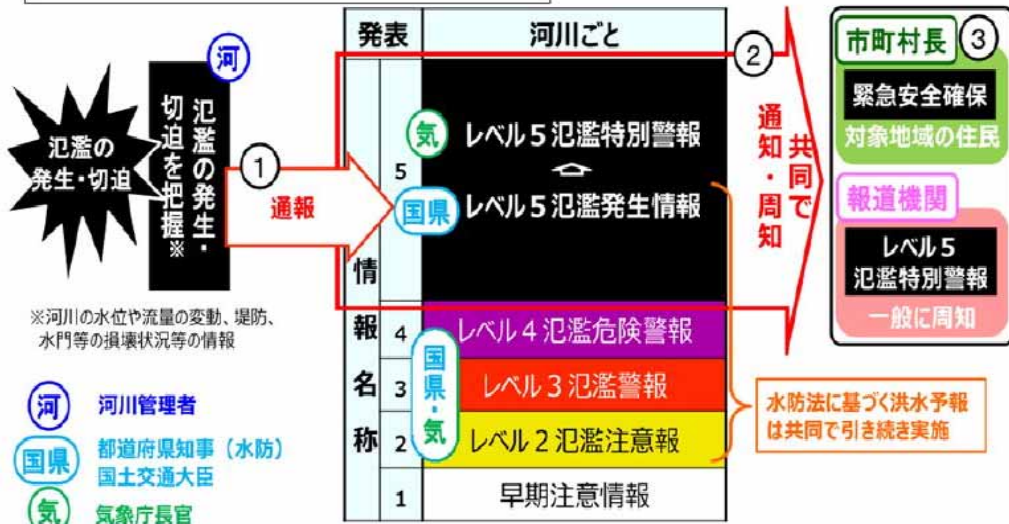 発表
河川ごと
②
市町村長
③
河
氾濫の
発生・切迫
氾濫の発生・
切迫を把握※
①
通報
気
レベル5氾濫特別警報
5
国県
レベル5氾濫発生情報
共同で
通知・周知
緊急安全確保
対象地域の住民
報道機関
レベル5
氾濫特別警報
一般に周知
情報名称
※河川の水位や流量の変動、堤防、
水門等の損壊状況等の情報
4
レベル4氾濫危険警報
国県・気
3
レベル3氾濫警報
2
レベル2氾濫注意報
1
早期注意情報
水防法に基づく洪水予報
は共同で引き続き実施
河
河川管理者
国県
都道府県知事（水防）
国土交通大臣
気
気象庁長官